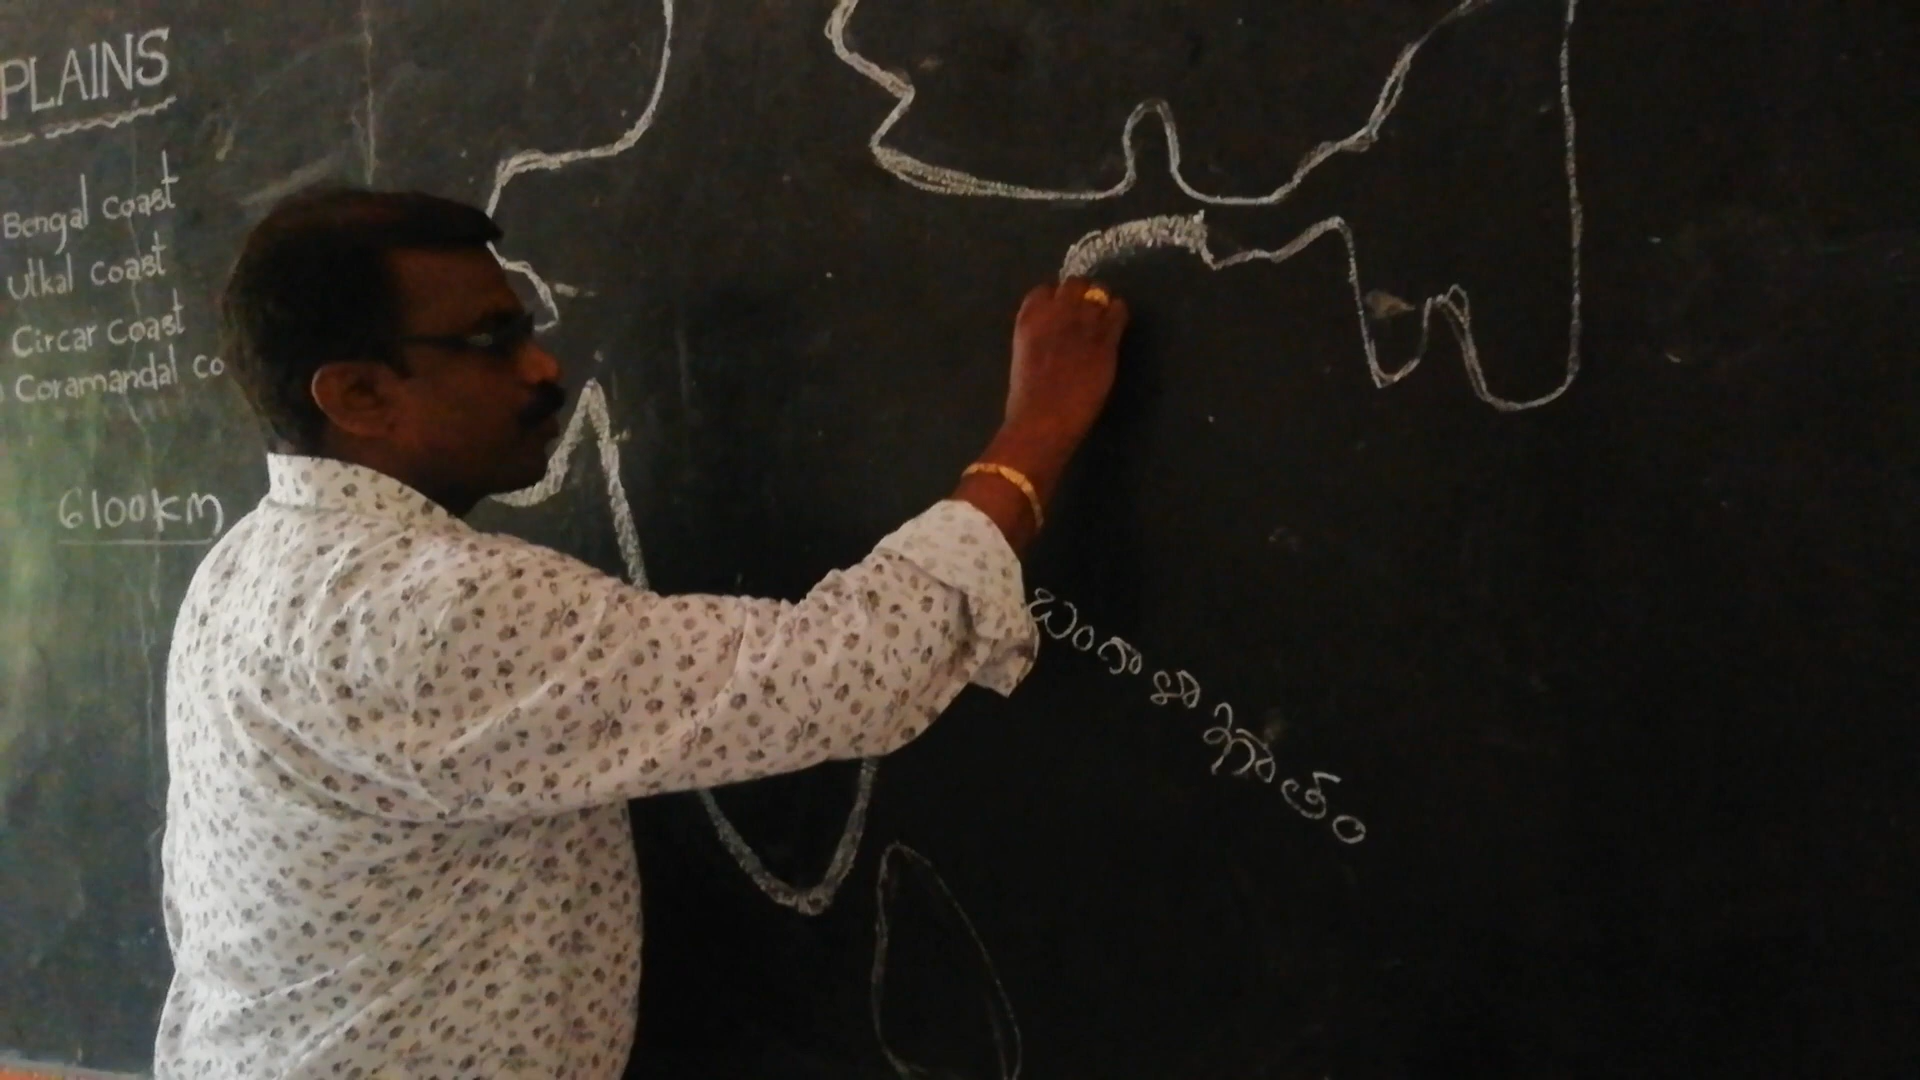 PLAINS
Bengal coast
Utkal coast
Circar coast
Coramandal co
6100km
బంగాళా ఖాతం